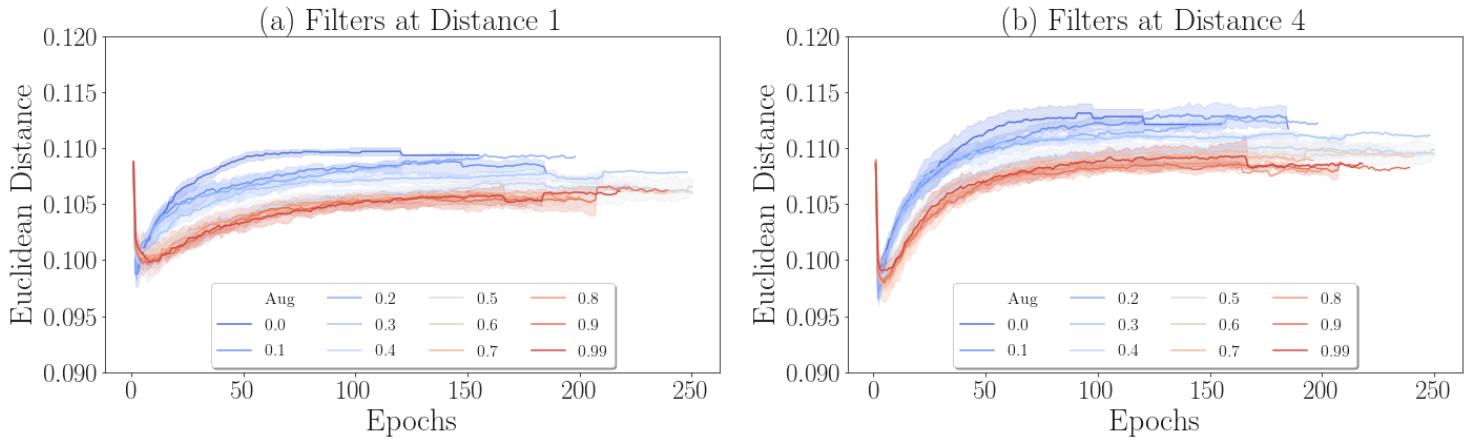 (a) Filters at Distance 1
Euclidean Distance
0.120
0.115
0.110
0.105
0.100
0.095
0.090
Aug 0.2 0.5 0.8
0.0 0.3 0.6 0.9
0.1 0.4 0.7 0.99
0 50 100 150 200 250
Epochs
(b) Filters at Distance 4
Euclidean Distance
0.120
0.115
0.110
0.105
0.100
0.095
0.090
Aug 0.2 0.5 0.8
0.0 0.3 0.6 0.9
0.1 0.4 0.7 0.99
0 50 100 150 200 250
Epochs